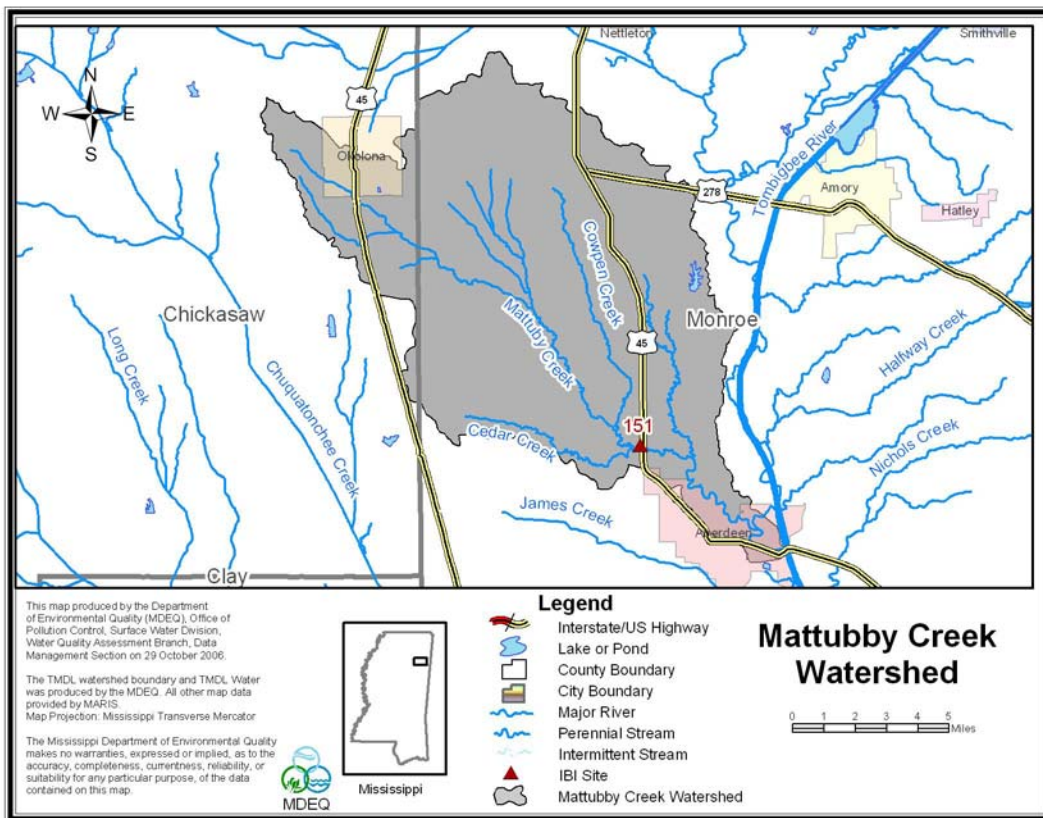 Nettleton
Smithville
N
W E
S
45
Okolona
278
Tombigbee River
Amory
Hatley
Cowpen Creek
Chickasaw
Mattuby Creek
Monroe
45
Long Creek
Chuquatonchee Creek
Halfway Creek
151
Cedar Creek
Nichols Creek
James Creek
Aberdeen
Clay
This map produced by the Department
of Environmental Quality (MDEQ), Office of
Pollution Control, Surface Water Division,
Water Quality Assessment Branch, Data
Management Section on 29 October 2006.
The TMDL watershed boundary and TMDL Water
was produced by the MDEQ. All other map data
provided by MARIS.
Map Projection: Mississippi Transverse Mercator
The Mississippi Department of Environmental Quality
makes no warranties, expressed or implied, as to the
accuracy, completeness, currentness, reliability, or
suitability for any particular purpose, of the data
contained on this map.
MDEQ
Mississippi
Legend
Interstate/US Highway
Lake or Pond
County Boundary
City Boundary
Major River
Perennial Stream
Intermittent Stream
IBI Site
Mattubby Creek Watershed
Mattubby Creek
Watershed
0 1 2 3 4 5
Miles